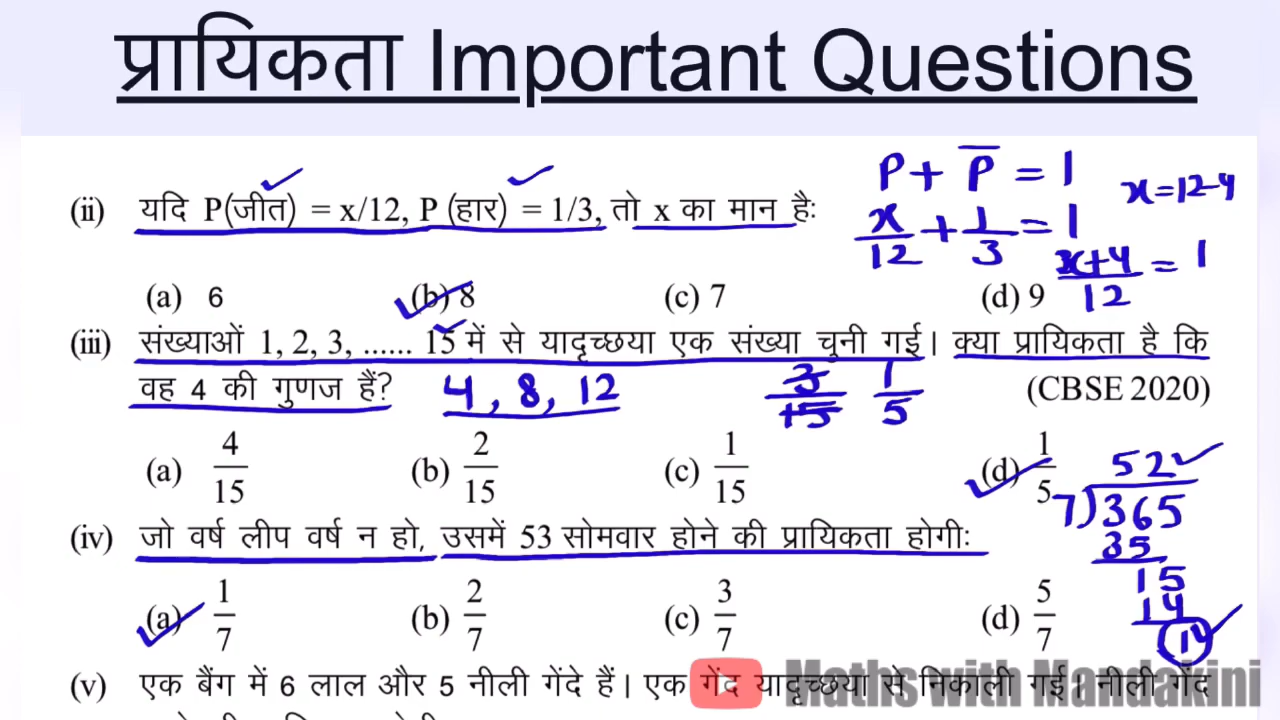 प्रायिकता Important Questions
(ii) यदि P(जीत) = x/12, P (हार) = 1/3, तो x का मान है:
P + P̅ = 1
x = 12-4
x/12 + 1/3 = 1
x+4/12 = 1
(a) 6 (b) 8 (c) 7 (d) 9
(iii) संख्याओं 1, 2, 3, ...... 15 में से यादृच्छया एक संख्या चुनी गई। क्या प्रायिकता है कि
वह 4 की गुणज हैं? (CBSE 2020)
4, 8, 12
3/15 1/5
(a) 4/15 (b) 2/15 (c) 1/15 (d) 1/5
52
7)365
35
15
14
1
(iv) जो वर्ष लीप वर्ष न हो, उसमें 53 सोमवार होने की प्रायिकता होगी:
(a) 1/7 (b) 2/7 (c) 3/7 (d) 5/7
(v) एक बैंग में 6 लाल और 5 नीली गेंदे हैं। एक गेंद यादृच्छया से निकाली गई। नीली गेंद
Maths with Mandakini